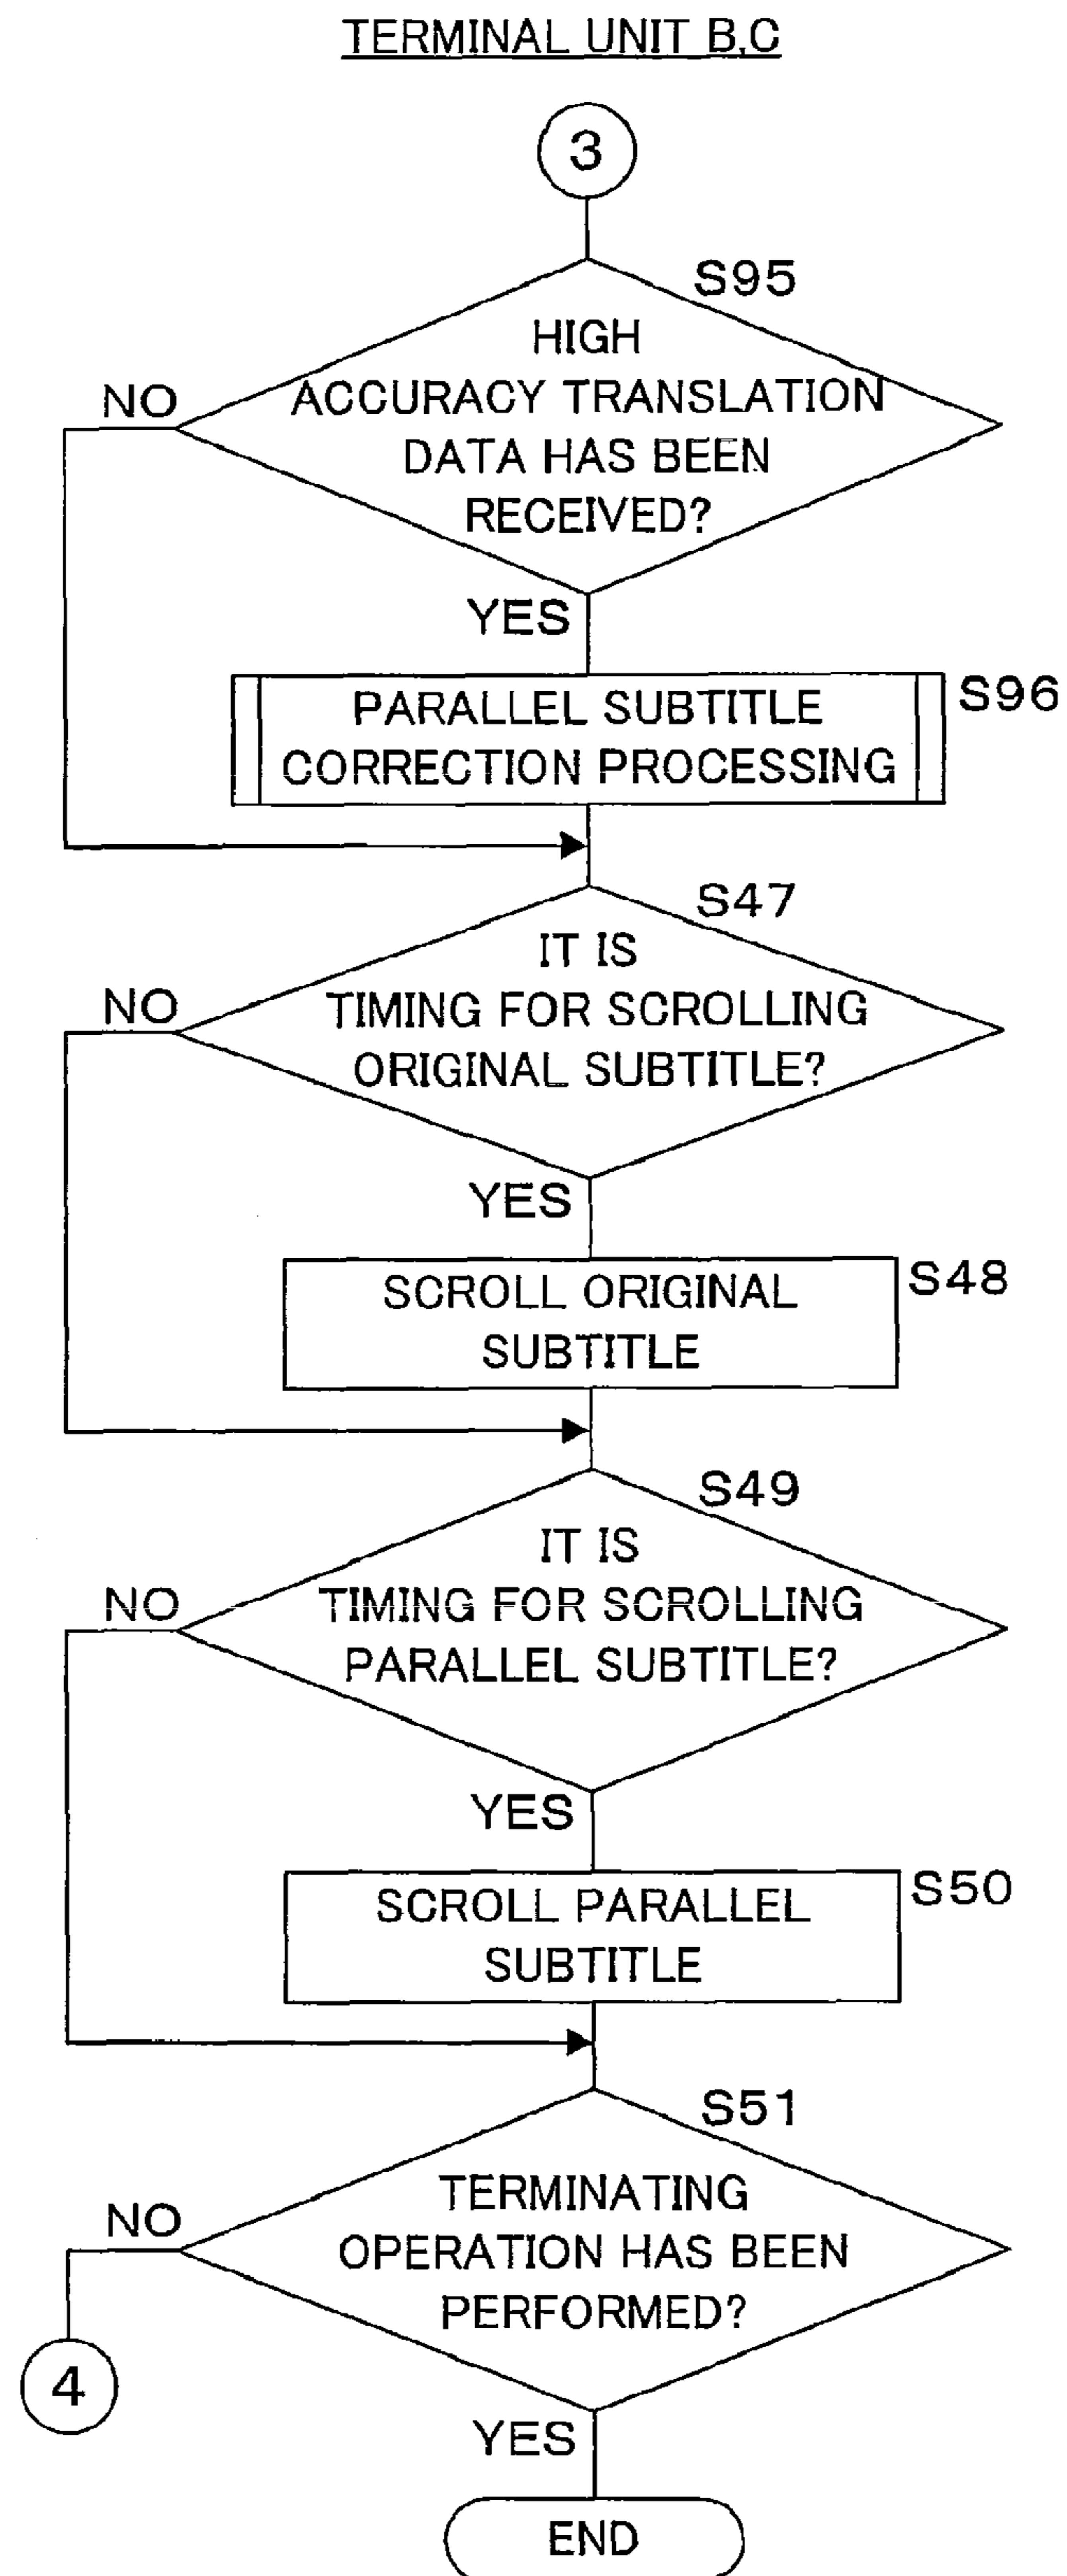 TERMINAL UNIT B,C
3
S95
HIGH
ACCURACY TRANSLATION
DATA HAS BEEN
RECEIVED?
NO
YES
PARALLEL SUBTITLE
CORRECTION PROCESSING
S96
S47
IT IS
TIMING FOR SCROLLING
ORIGINAL SUBTITLE?
NO
YES
SCROLL ORIGINAL
SUBTITLE
S48
S49
IT IS
TIMING FOR SCROLLING
PARALLEL SUBTITLE?
NO
YES
SCROLL PARALLEL
SUBTITLE
S50
S51
TERMINATING
OPERATION HAS BEEN
PERFORMED?
NO
4
YES
END